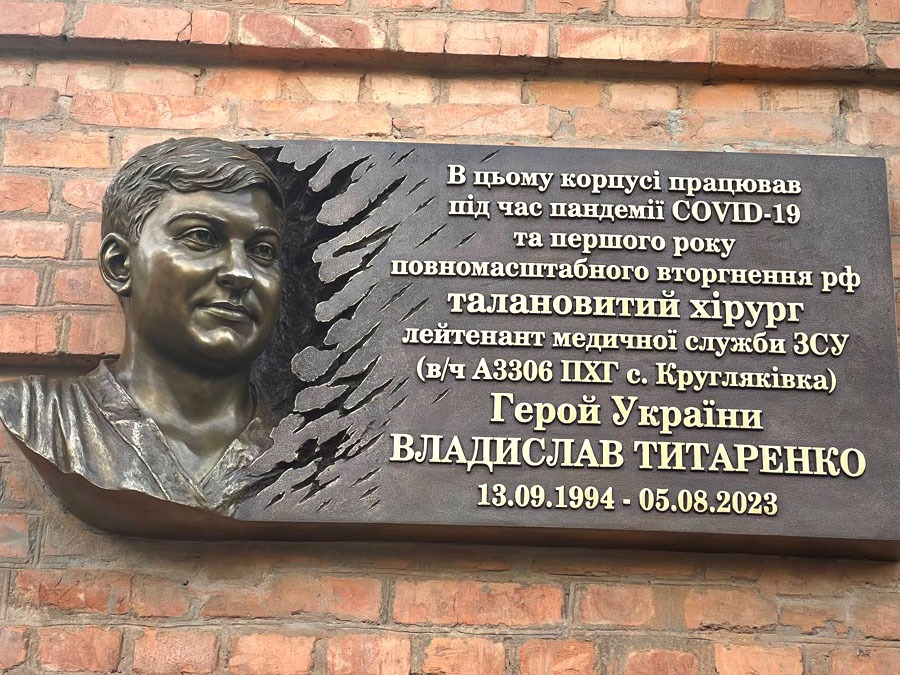 В цьому корпусі працював
під час пандемії COVID-19
та першого року
повномасштабного вторгнення рф
талановитий хірург
лейтенант медичної служби ЗСУ
(в/ч А3306 ПХГ с. Кругляківка)
Герой України
ВЛАДИСЛАВ ТИТАРЕНКО
13.09.1994 - 05.08.2023